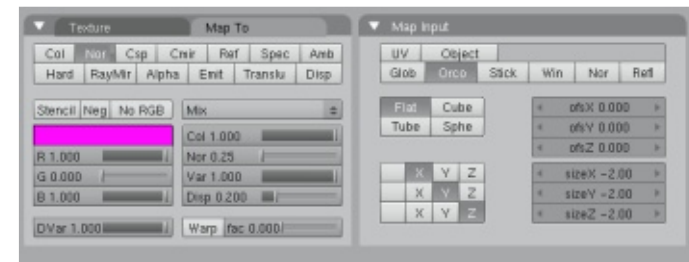 Texture Map To
Col Nor Csp Cmir Ref Spec Amb
Hard RayMir Alpha Emit Translu Disp
Stencil Neg No RGB Mix
Col 1.000
R 1.000 Nor 0.25
G 0.000 Var 1.000
B 1.000 Disp 0.200
DVar 1.000 Warp fac 0.000
Map Input
UV Object
Glob Orco Stick Win Nor Refl
Flat Cube ofsX 0.000
Tube Sphe ofsY 0.000
ofsZ 0.000
X Y Z sizeX -2.00
X Y Z sizeY -2.00
X Y Z sizeZ -2.00